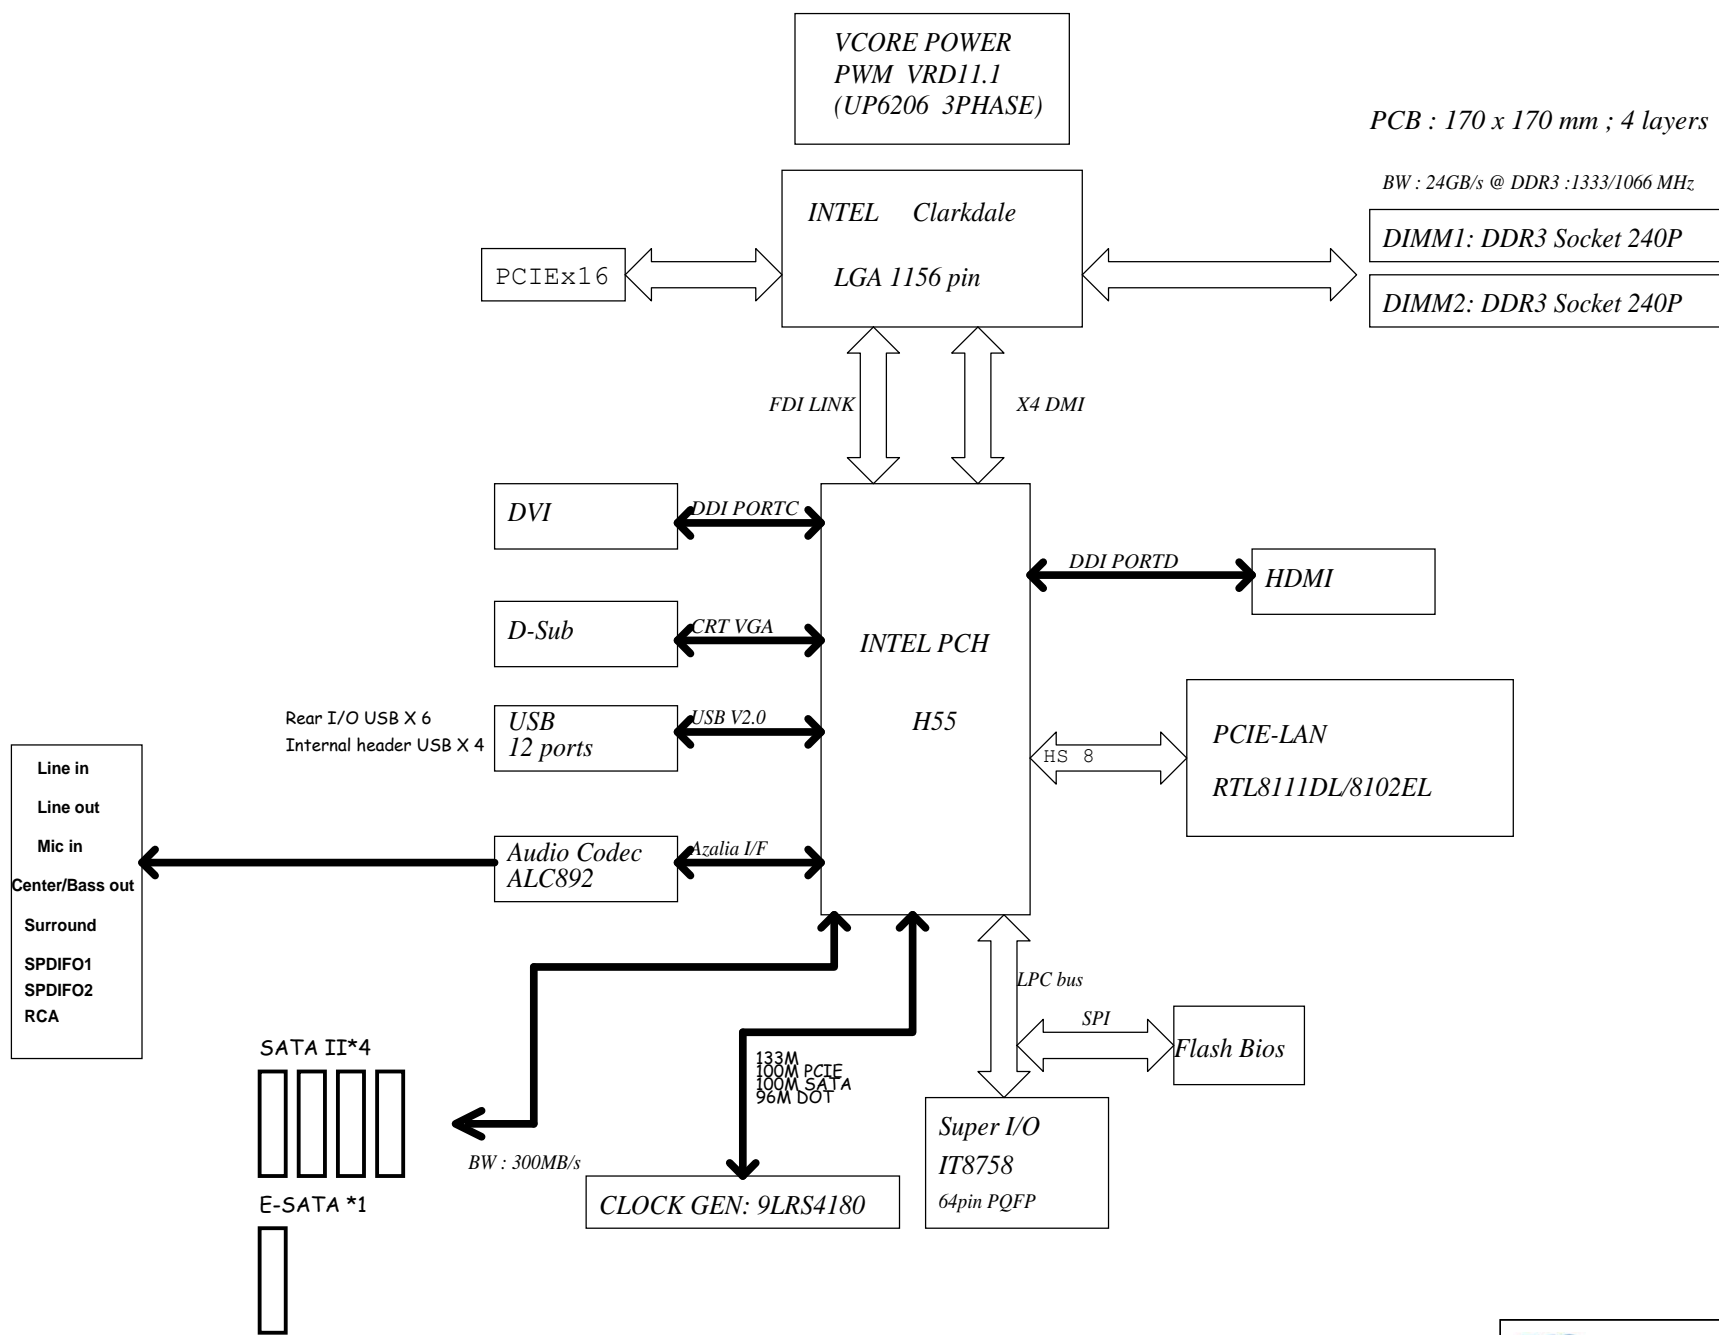 VCORE POWER
PWM VRD11.1
(UP6206 3PHASE)
PCB : 170 x 170 mm ; 4 layers
BW : 24GB/s @ DDR3 :1333/1066 MHz
INTEL Clarkdale
LGA 1156 pin
PCIEx16
DIMM1: DDR3 Socket 240P
DIMM2: DDR3 Socket 240P
FDI LINK
X4 DMI
DVI
DDI PORTC
DDI PORTD
HDMI
D-Sub
CRT VGA
INTEL PCH
H55
Rear I/O USB X 6
Internal header USB X 4
USB
12 ports
USB V2.0
HS 8
PCIE-LAN
RTL8111DL/8102EL
Line in
Line out
Mic in
Center/Bass out
Surround
SPDIFO1
SPDIFO2
RCA
Audio Codec
ALC892
Azalia I/F
LPC bus
SPI
Flash Bios
SATA II*4
133M
100M PCIE
100M SATA
96M DOT
BW : 300MB/s
E-SATA *1
CLOCK GEN: 9LRS4180
Super I/O
IT8758
64pin PQFP